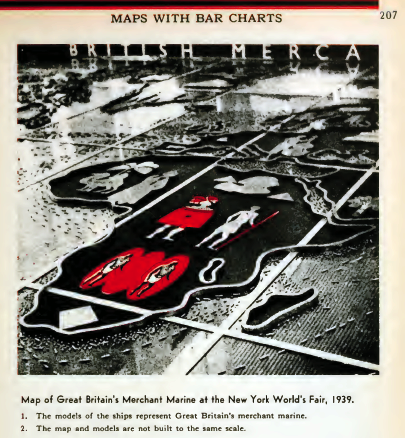 MAPS WITH BAR CHARTS
207
BRITISH MERCA
Map of Great Britain's Merchant Marine at the New York World's Fair, 1939.
1. The models of the ships represent Great Britain's merchant marine.
2. The map and models are not built to the same scale.